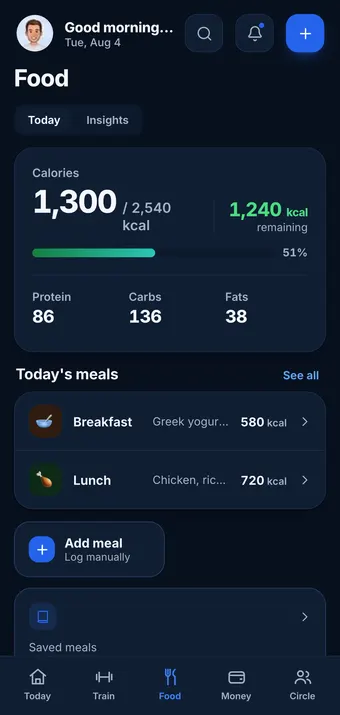 Good morning...
Tue, Aug 4
Food
Today
Insights
Calories
1,300 / 2,540 kcal
1,240 kcal
remaining
51%
Protein
Carbs
Fats
86
136
38
Today's meals
See all
Breakfast Greek yogur... 580 kcal
Lunch Chicken, ric... 720 kcal
Add meal
Log manually
Saved meals
Today
Train
Food
Money
Circle